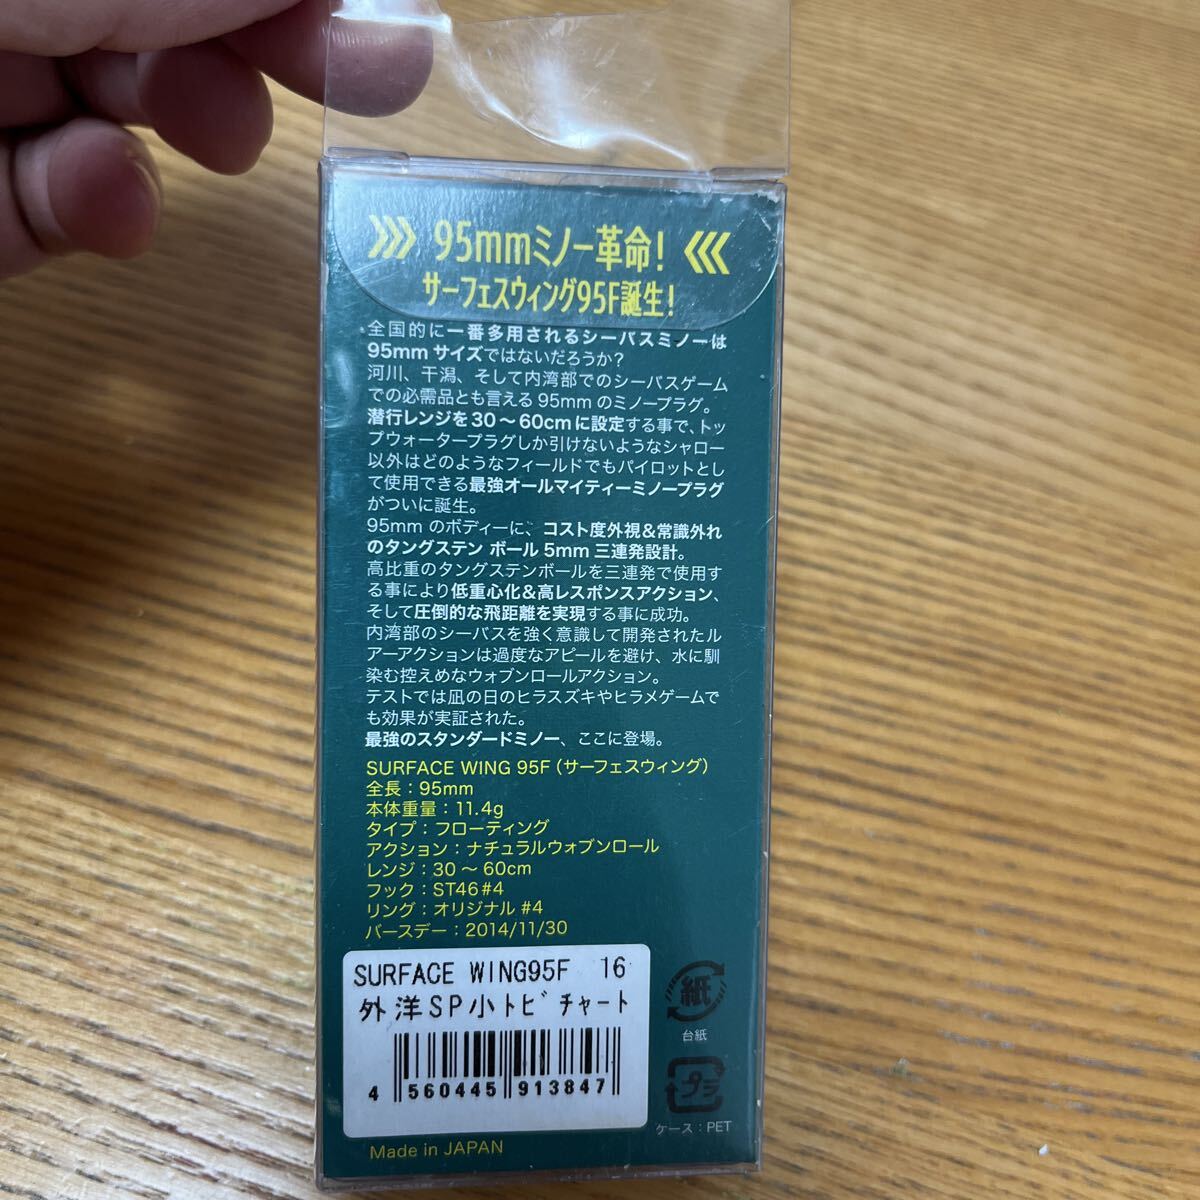 95mmミノー革命!
サーフェスウィング95F誕生!
全国的に一番多用されるシーバスミノーは
95mm サイズではないだろうか?
河川、干潟、そして内湾部でのシーバスゲーム
での必需品とも言える 95mm のミノープラグ。
潜行レンジを30〜60cmに設定する事で、トッ
プウォータープラグしか引けないようなシャロー
以外はどのようなフィールドでもパイロットとし
て使用できる最強オールマイティーミノープラグ
がついに誕生。
95mm のボディーに、コスト度外視&常識外れ
のタングステン ボール 5mm 三連発設計。
高比重のタングステンボールを三連発で使用す
る事により低重心化&高レスポンスアクション、
そして圧倒的な飛距離を実現する事に成功。
内湾部のシーバスを強く意識して開発されたル
アーアクションは過度なアピールを避け、水に馴
染む控えめなウォブンロールアクション。
テストでは凪の日のヒラスズキやヒラメゲームで
も効果が実証された。
最強のスタンダードミノー、ここに登場。
SURFACE WING 95F (サーフェスウィング)
全長:95mm
本体重量:11.4g
タイプ:フローティング
アクション:ナチュラルウォブンロール
レンジ:30〜60cm
フック:ST46#4
リング:オリジナル #4
バースデー:2014/11/30
SURFACE WING95F 16
外洋SP小トビチャート
4 560445 913847
紙
台紙
プラ
ケース:PET
Made in JAPAN